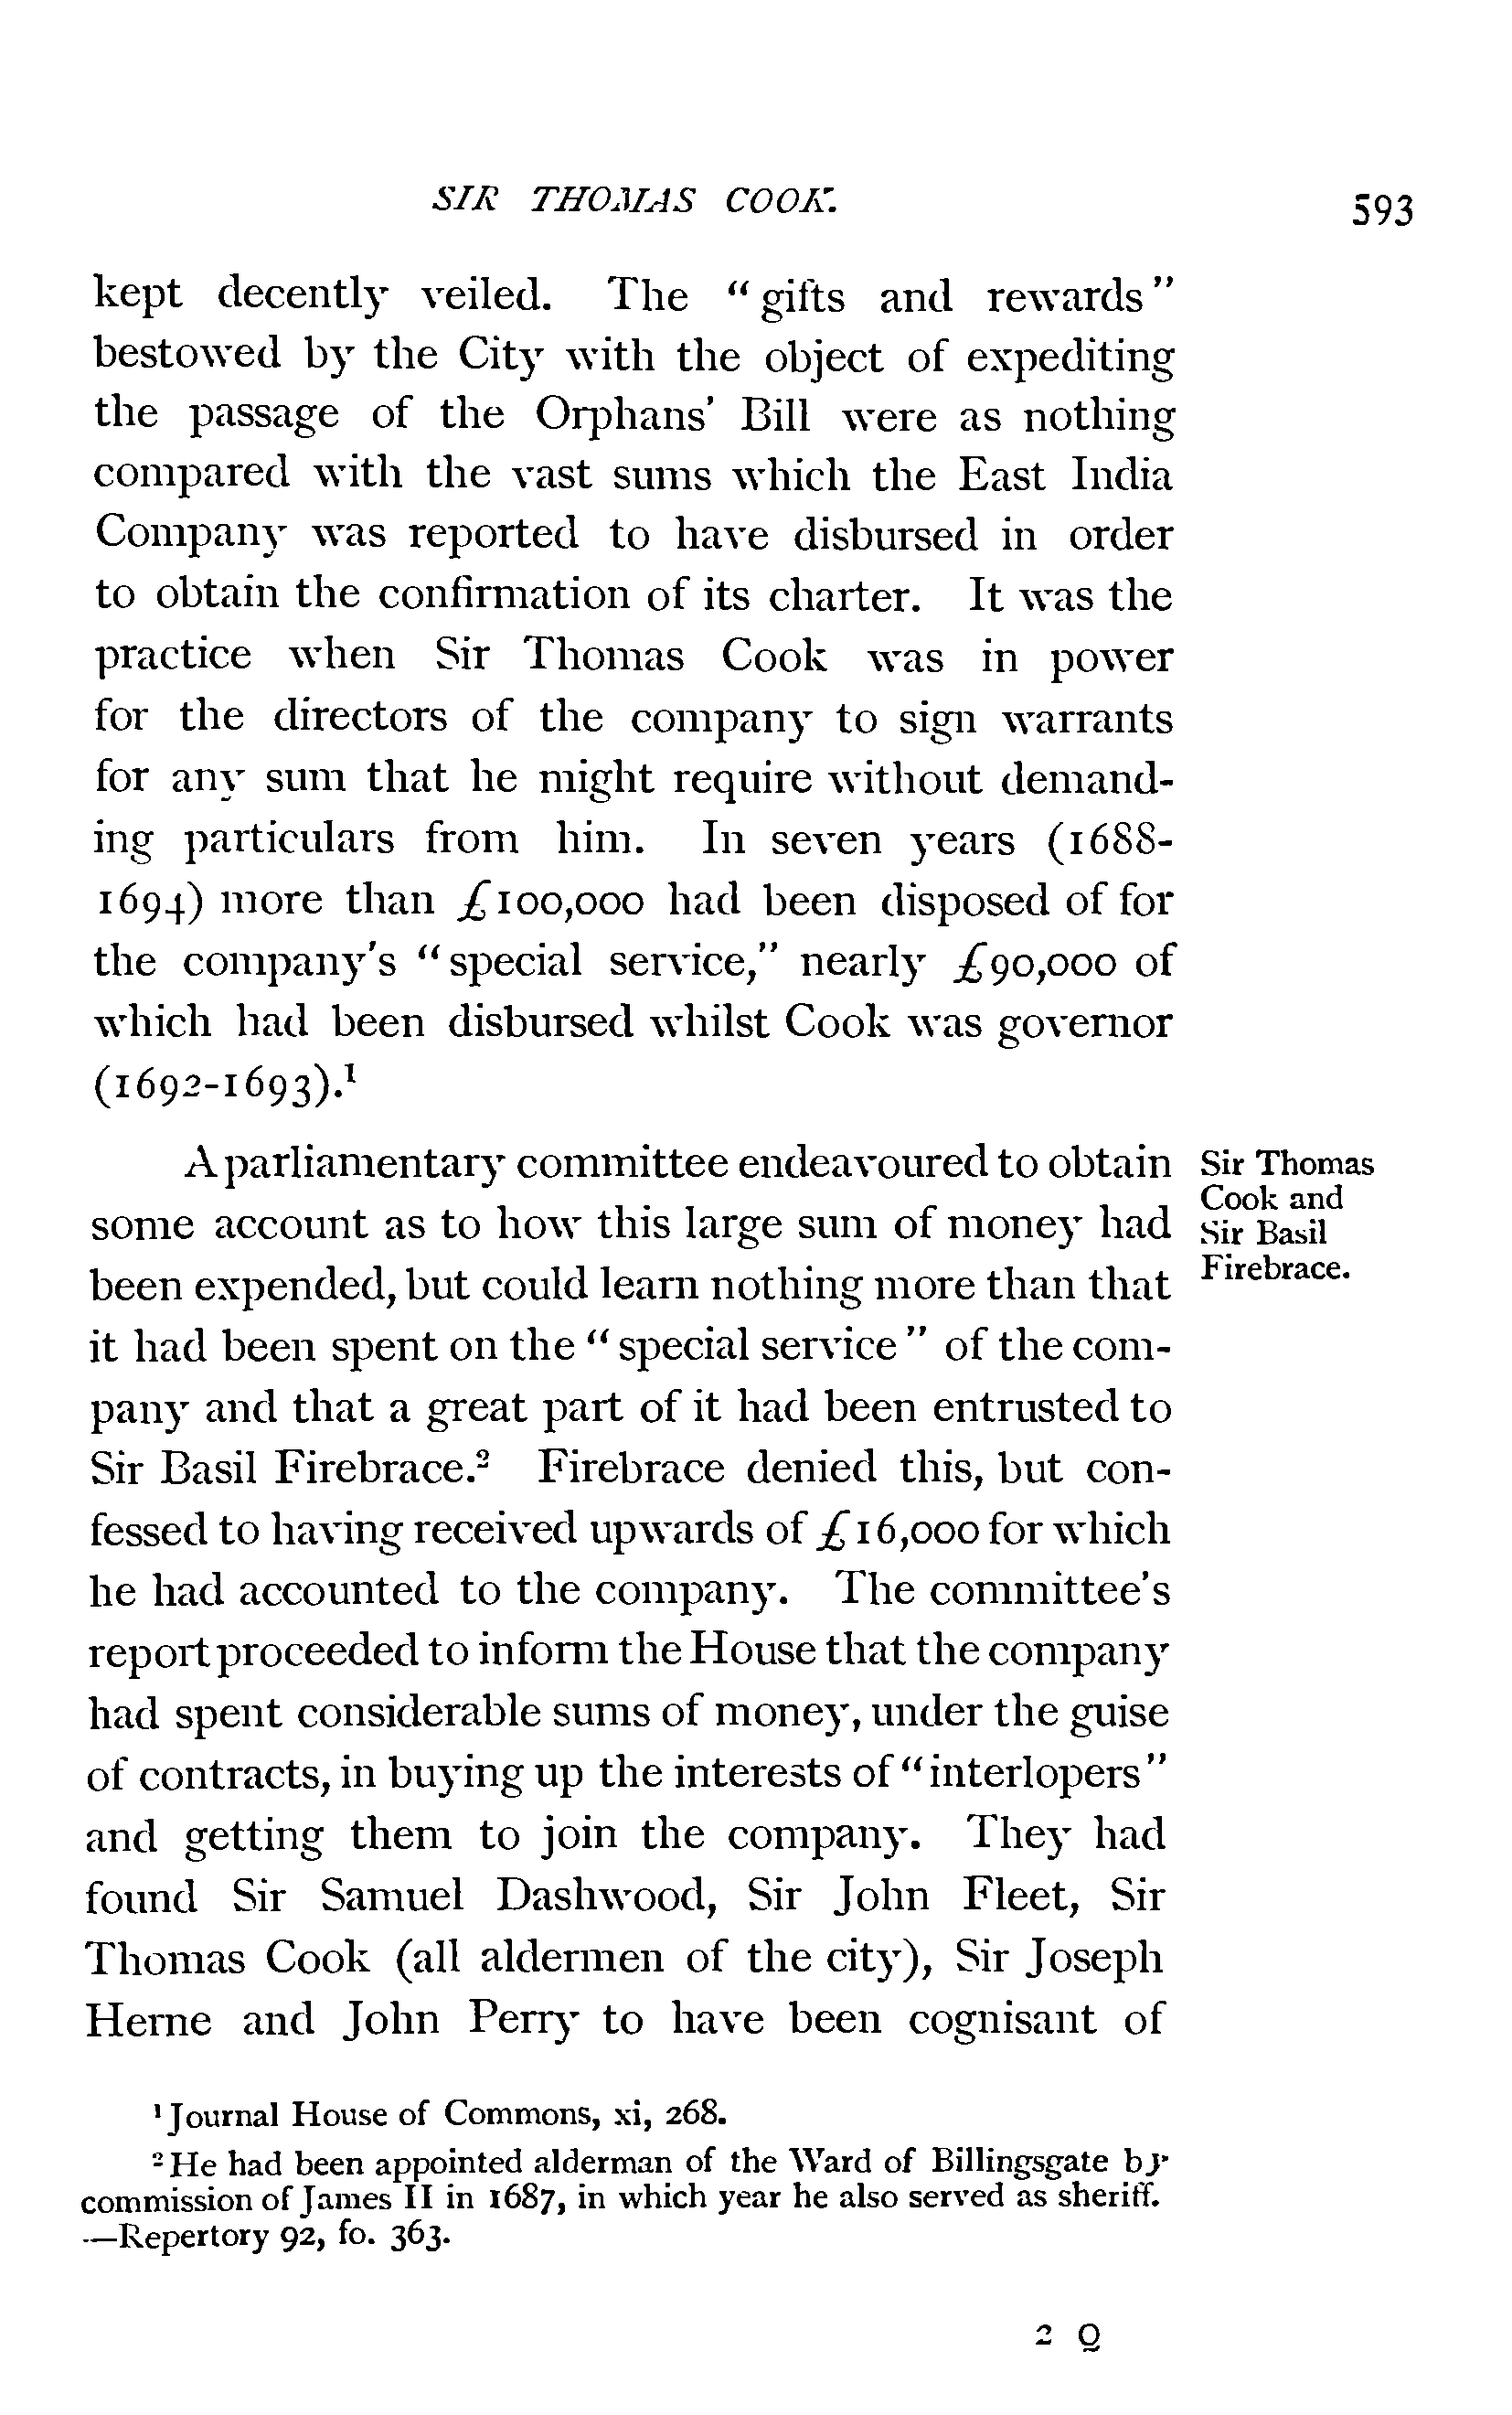 SIR THOMAS COOK.
593
kept decently veiled. The “gifts and rewards”
bestowed by the City with the object of expediting
the passage of the Orphans’ Bill were as nothing
compared with the vast sums which the East India
Company was reported to have disbursed in order
to obtain the confirmation of its charter. It was the
practice when Sir Thomas Cook was in power
for the directors of the company to sign warrants
for any sum that he might require without demand-
ing particulars from him. In seven years (1688-
1694) more than £100,000 had been disposed of for
the company’s “special service,” nearly £90,000 of
which had been disbursed whilst Cook was governor
(1692-1693).¹
A parliamentary committee endeavoured to obtain
some account as to how this large sum of money had
been expended, but could learn nothing more than that
it had been spent on the “special service” of the com-
pany and that a great part of it had been entrusted to
Sir Basil Firebrace.² Firebrace denied this, but con-
fessed to having received upwards of £16,000 for which
he had accounted to the company. The committee’s
report proceeded to inform the House that the company
had spent considerable sums of money, under the guise
of contracts, in buying up the interests of “interlopers”
and getting them to join the company. They had
found Sir Samuel Dashwood, Sir John Fleet, Sir
Thomas Cook (all aldermen of the city), Sir Joseph
Herne and John Perry to have been cognisant of
Sir Thomas
Cook and
Sir Basil
Firebrace.
¹ Journal House of Commons, xi, 268.
² He had been appointed alderman of the Ward of Billingsgate by
commission of James II in 1687, in which year he also served as sheriff.
—Repertory 92, fo. 363.
2 Q